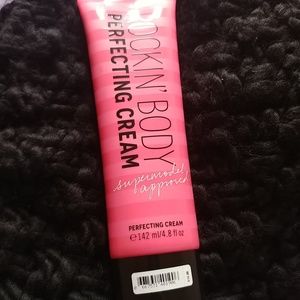 ROCKIN' BODY
PERFECTING CREAM
supermodel
approved
PERFECTING CREAM
℮142 ml/4.8 fl oz